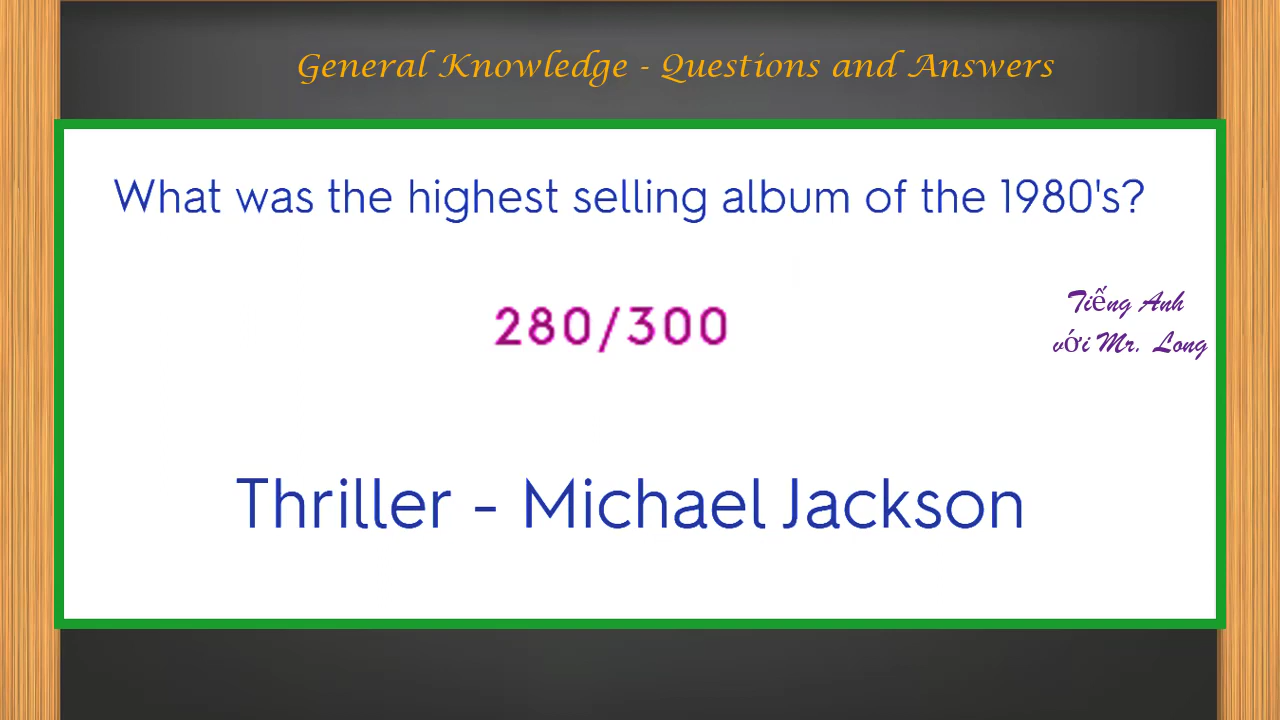 General Knowledge - Questions and Answers
What was the highest selling album of the 1980's?
280/300
Tiếng Anh
với Mr. Long
Thriller - Michael Jackson